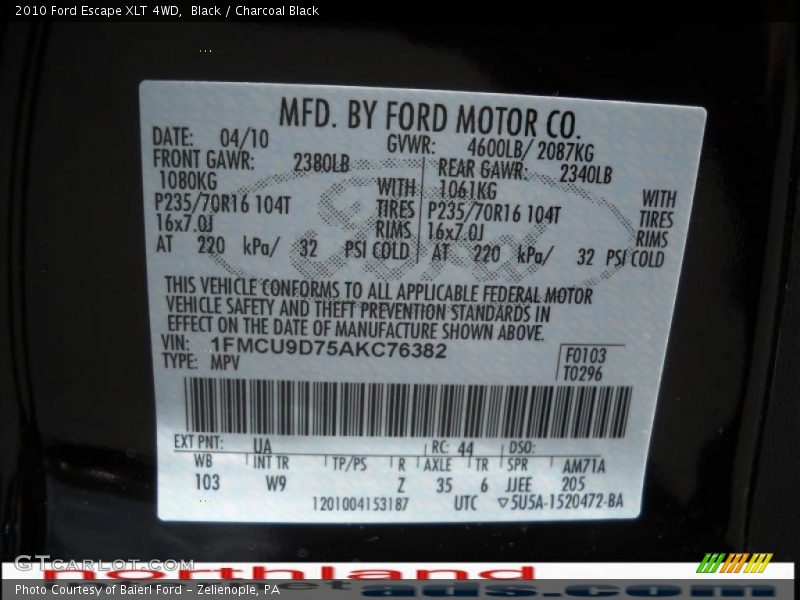 2010 Ford Escape XLT 4WD, Black / Charcoal Black
MFD. BY FORD MOTOR CO.
DATE: 04/10 GVWR: 4600LB/ 2087KG
FRONT GAWR: 2380LB REAR GAWR: 2340LB
1080KG WITH 1061KG WITH
P235/70R16 104T TIRES P235/70R16 104T TIRES
16x7.0J RIMS 16x7.0J RIMS
AT 220 kPa/ 32 PSI COLD AT 220 kPa/ 32 PSI COLD
Ford
THIS VEHICLE CONFORMS TO ALL APPLICABLE FEDERAL MOTOR
VEHICLE SAFETY AND THEFT PREVENTION STANDARDS IN
EFFECT ON THE DATE OF MANUFACTURE SHOWN ABOVE.
VIN: 1FMCU9D75AKC76382 F0103
TYPE: MPV T0296
EXT PNT: UA RC: 44 DSO:
WB INT TR TP/PS R AXLE TR SPR AM71A
103 W9 Z 35 6 JJEE 205
1201004153187 UTC ▽5U5A-1520472-BA
GTCarLot.com
northland
ads.com
Photo Courtesy of Baierl Ford - Zelienople, PA